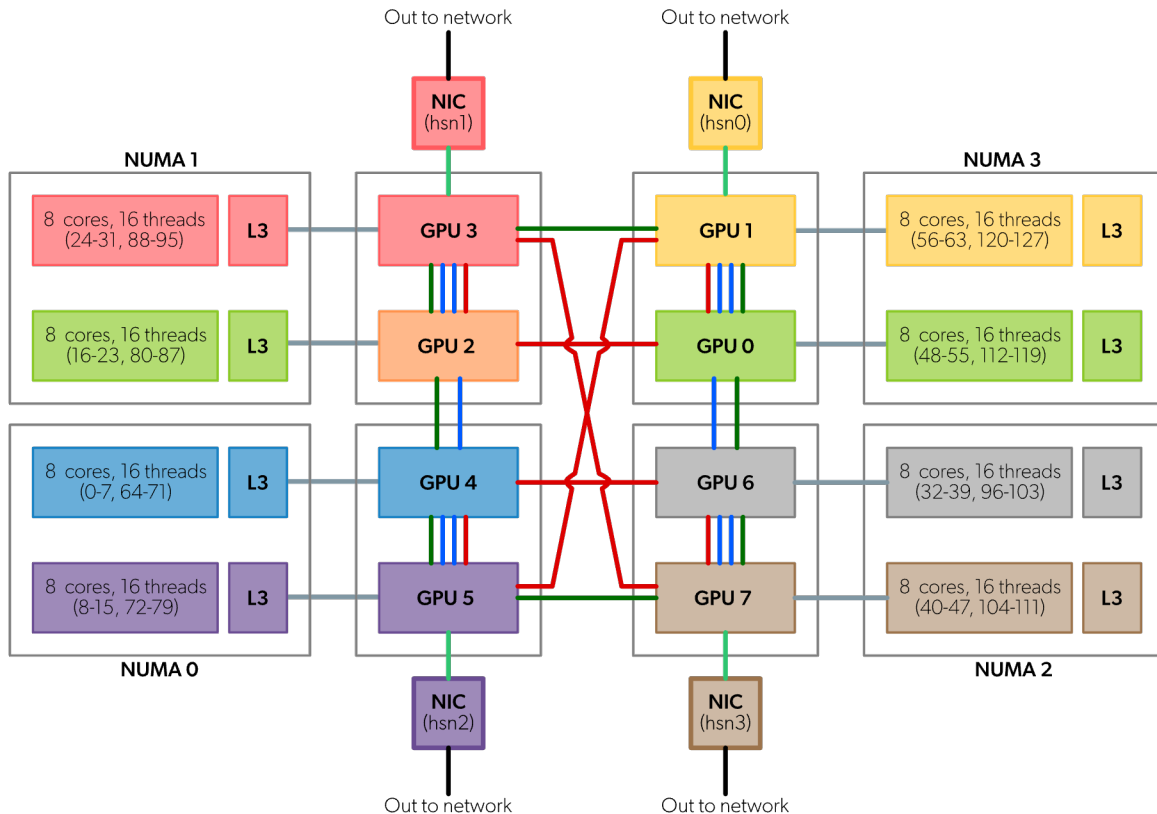 Out to network
Out to network
NIC
(hsn1)
NIC
(hsn0)
NUMA 1
NUMA 3
8 cores, 16 threads
(24-31, 88-95)
L3
GPU 3
GPU 1
8 cores, 16 threads
(56-63, 120-127)
L3
8 cores, 16 threads
(16-23, 80-87)
L3
GPU 2
GPU 0
8 cores, 16 threads
(48-55, 112-119)
L3
8 cores, 16 threads
(0-7, 64-71)
L3
GPU 4
GPU 6
8 cores, 16 threads
(32-39, 96-103)
L3
8 cores, 16 threads
(8-15, 72-79)
L3
GPU 5
GPU 7
8 cores, 16 threads
(40-47, 104-111)
L3
NUMA 0
NUMA 2
NIC
(hsn2)
NIC
(hsn3)
Out to network
Out to network